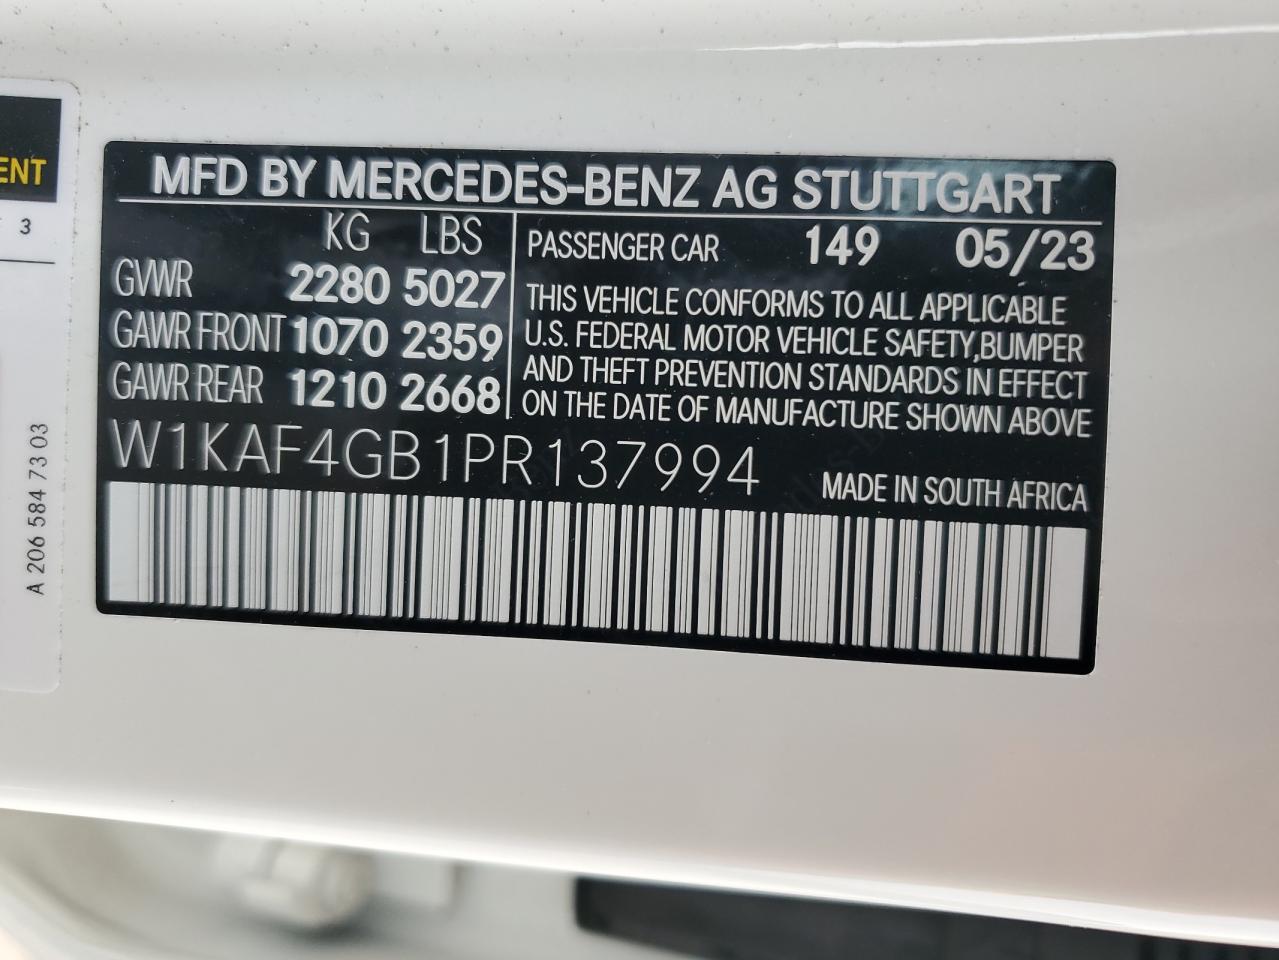 ENT
3
A 206 584 73 03
MFD BY MERCEDES-BENZ AG STUTTGART
KG LBS
GVWR 2280 5027
GAWR FRONT 1070 2359
GAWR REAR 1210 2668
PASSENGER CAR 149 05/23
THIS VEHICLE CONFORMS TO ALL APPLICABLE
U.S. FEDERAL MOTOR VEHICLE SAFETY,BUMPER
AND THEFT PREVENTION STANDARDS IN EFFECT
ON THE DATE OF MANUFACTURE SHOWN ABOVE
W1KAF4GB1PR137994
MADE IN SOUTH AFRICA